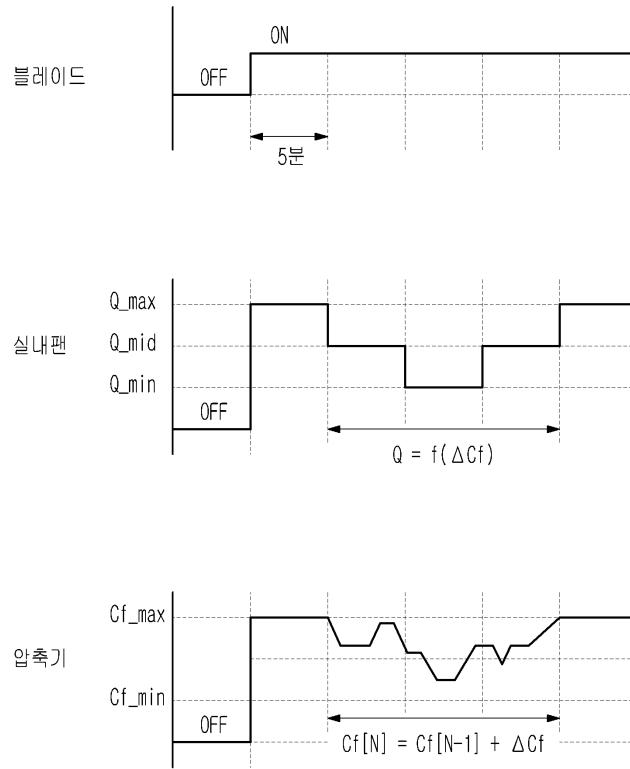 ON
블레이드
OFF
5분
Q_max
실내팬
Q_mid
Q_min
OFF
Q = f(ΔCf)
Cf_max
압축기
Cf_min
OFF
Cf[N] = Cf[N-1] + ΔCf